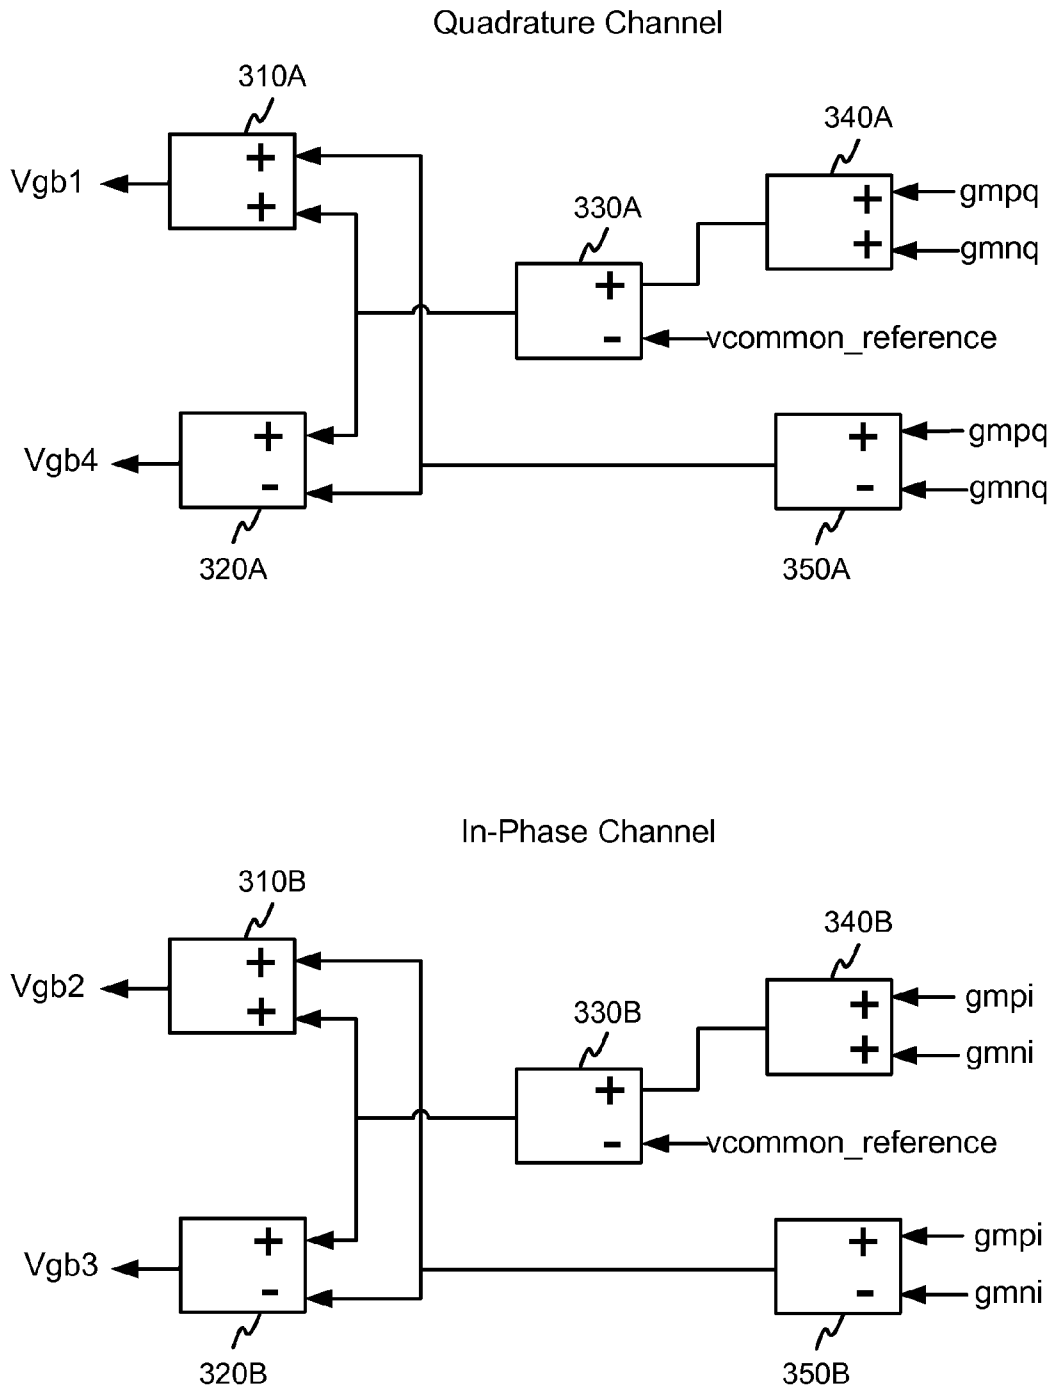 Quadrature Channel
310A
340A
Vgb1
+
+
330A
+
+
gmpq
gmnq
+
-
vcommon_reference
Vgb4
+
-
+
-
gmpq
gmnq
320A
350A
In-Phase Channel
310B
340B
Vgb2
+
+
330B
+
+
gmpi
gmni
+
-
vcommon_reference
Vgb3
+
-
+
-
gmpi
gmni
320B
350B